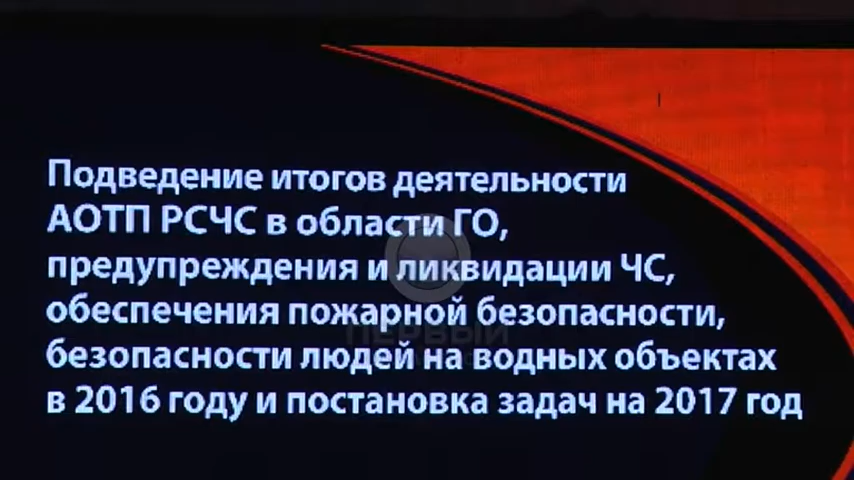 Подведение итогов деятельности
АОТП РСЧС в области ГО,
предупреждения и ликвидации ЧС,
обеспечения пожарной безопасности,
безопасности людей на водных объектах
в 2016 году и постановка задач на 2017 год
ПЕРВЫЙ